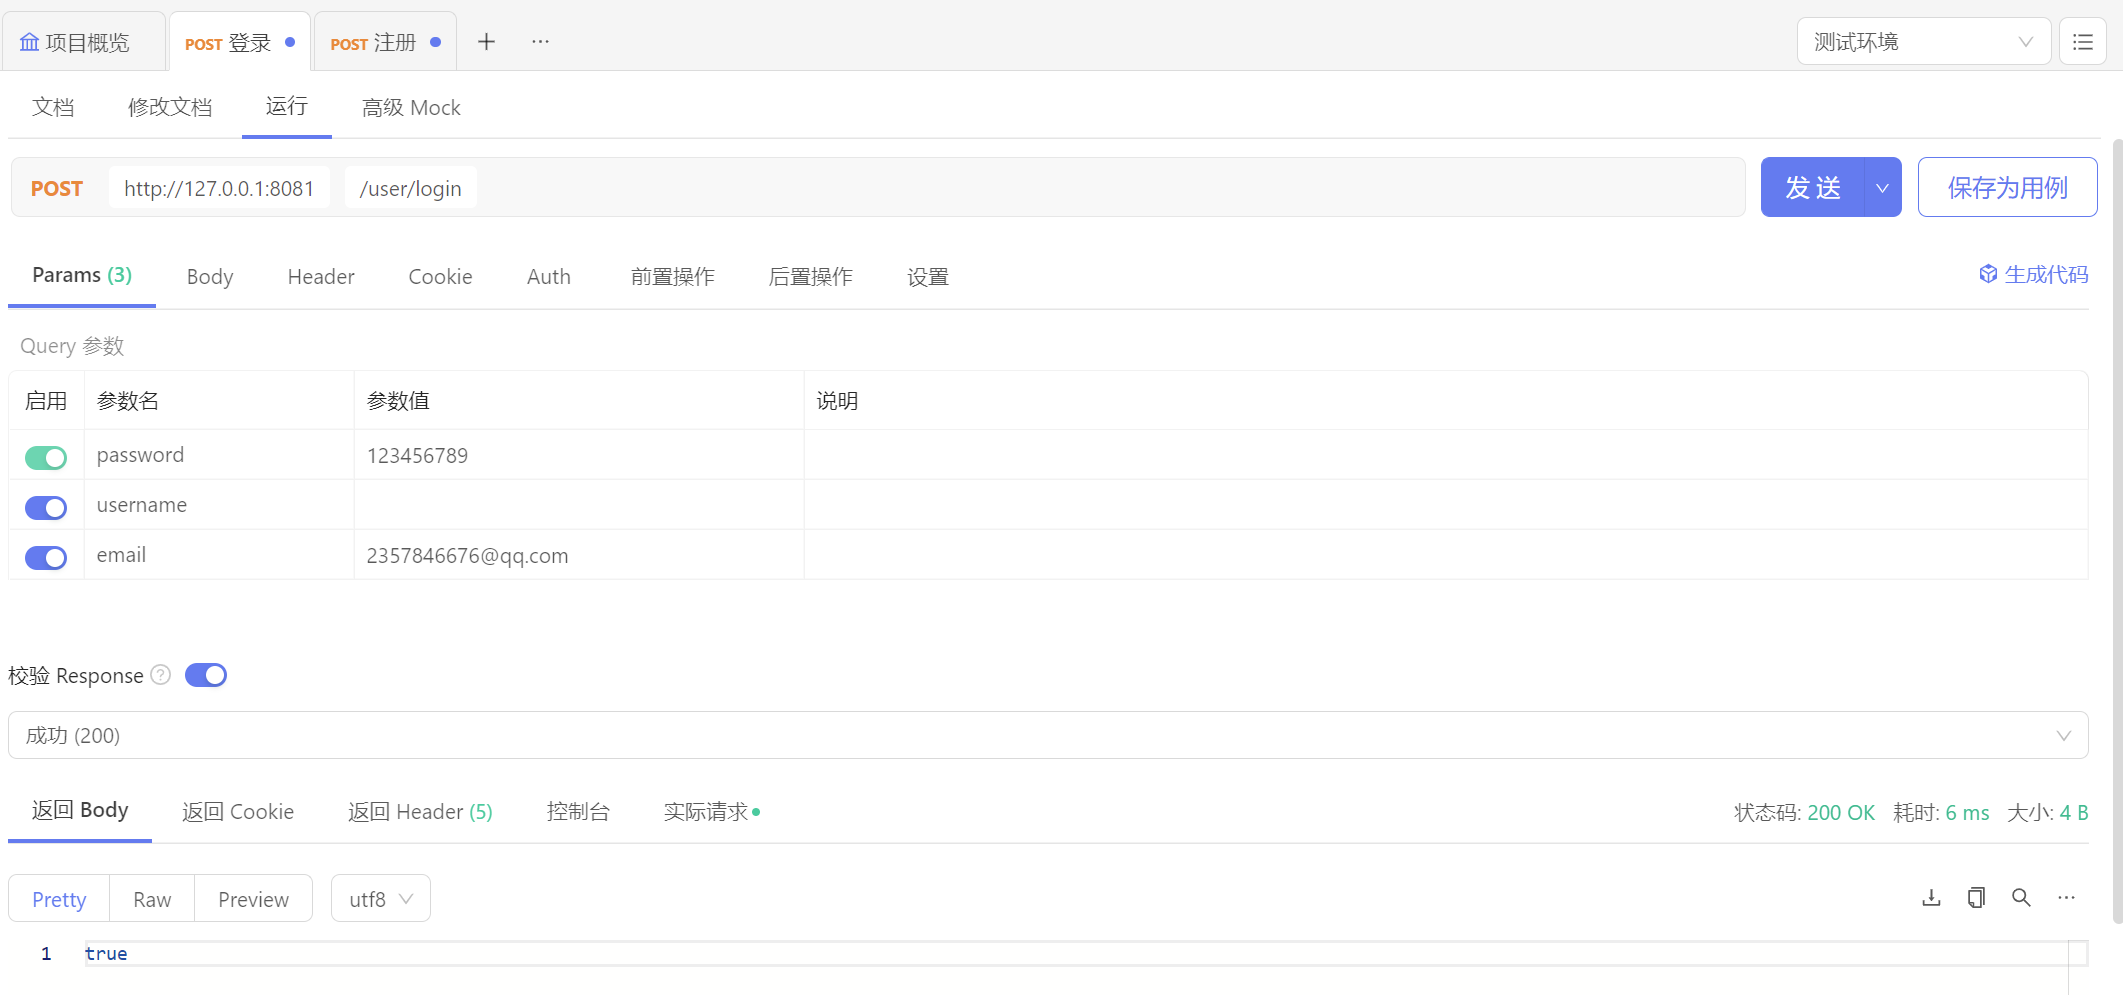 项目概览 POST 登录 POST 注册 测试环境
文档 修改文档 运行 高级 Mock
POST http://127.0.0.1:8081 /user/login 发 送 保存为用例
Params (3) Body Header Cookie Auth 前置操作 后置操作 设置 生成代码
Query 参数
启用 参数名 参数值 说明
password 123456789
username
email 2357846676@qq.com
校验 Response ?
成功 (200)
返回 Body 返回 Cookie 返回 Header (5) 控制台 实际请求 状态码: 200 OK 耗时: 6 ms 大小: 4 B
Pretty Raw Preview utf8
1 true